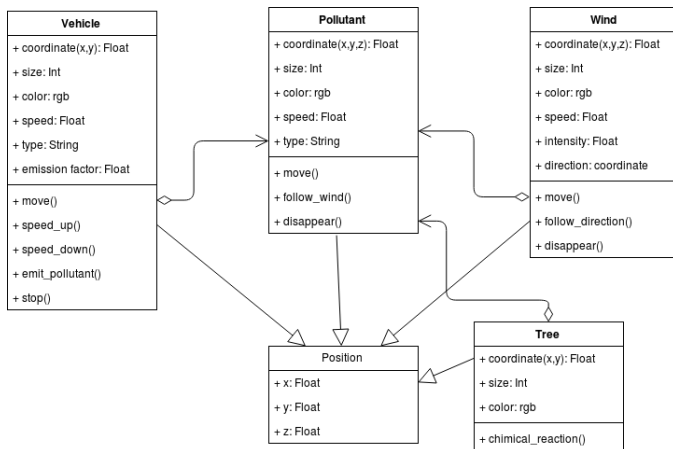 Vehicle
+ coordinate(x,y): Float
+ size: Int
+ color: rgb
+ speed: Float
+ type: String
+ emission factor: Float
+ move()
+ speed_up()
+ speed_down()
+ emit_pollutant()
+ stop()
Pollutant
+ coordinate(x,y,z): Float
+ size: Int
+ color: rgb
+ speed: Float
+ type: String
+ move()
+ follow_wind()
+ disappear()
Wind
+ coordinate(x,y,z): Float
+ size: Int
+ color: rgb
+ speed: Float
+ intensity: Float
+ direction: coordinate
+ move()
+ follow_direction()
+ disappear()
Position
+ x: Float
+ y: Float
+ z: Float
Tree
+ coordinate(x,y): Float
+ size: Int
+ color: rgb
+ chimical_reaction()